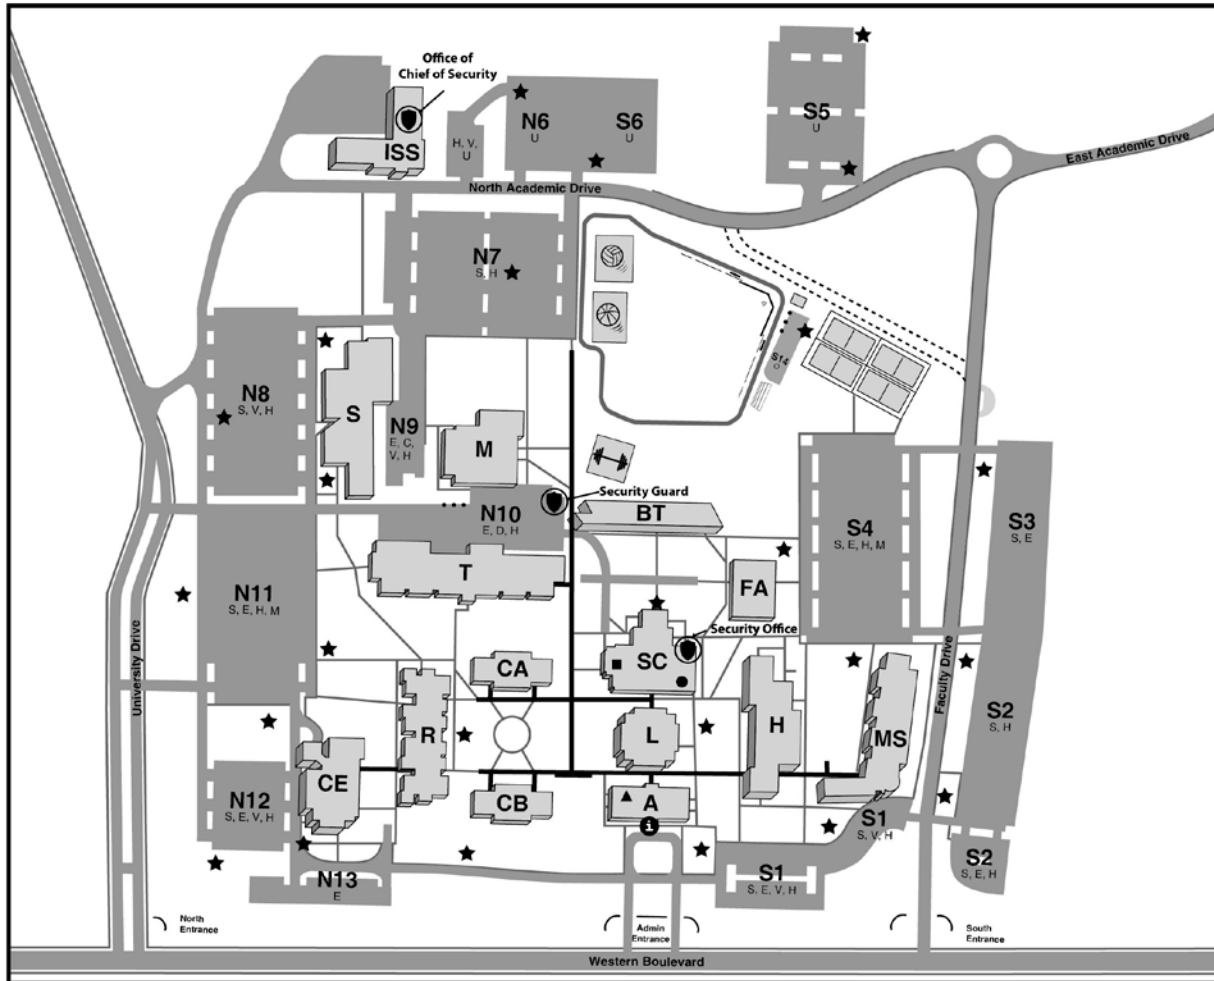 Office of
Chief of Security
ISS
H, V,
U
N6
U
S6
U
S5
U
East Academic Drive
North Academic Drive
N7
S, H
S14
O
N8
S, V, H
S
N9
E, C,
V, H
M
Security Guard
N10
E, D, H
BT
S4
S, E, H, M
S3
S, E
T
FA
N11
S, E, H, M
Security Office
CA
SC
University Drive
Faculty Drive
R
L
H
MS
S2
S, H
CE
CB
A
i
N12
S, E, V, H
S1
S, V, H
N13
E
S1
S, E, V, H
S2
S, E, H
North
Entrance
Admin
Entrance
South
Entrance
Western Boulevard